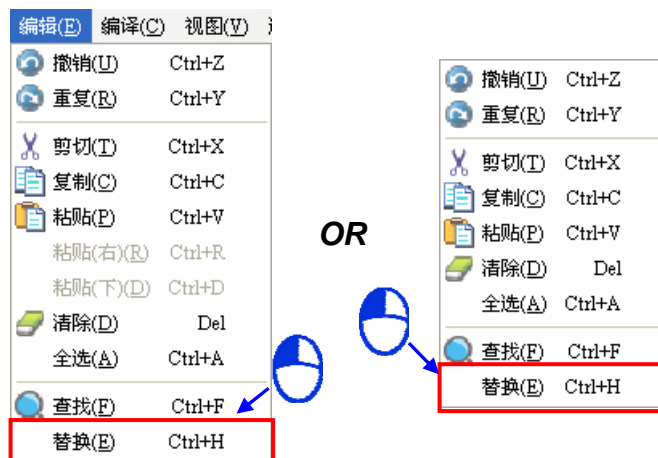 编辑(E) 编译(C) 视图(V)
撤销(U) Ctrl+Z
重复(R) Ctrl+Y
剪切(T) Ctrl+X
复制(C) Ctrl+C
粘贴(P) Ctrl+V
粘贴(右)(R) Ctrl+R
粘贴(下)(D) Ctrl+D
清除(D) Del
全选(A) Ctrl+A
查找(F) Ctrl+F
替换(E) Ctrl+H
OR
撤销(U) Ctrl+Z
重复(R) Ctrl+Y
剪切(T) Ctrl+X
复制(C) Ctrl+C
粘贴(P) Ctrl+V
清除(D) Del
全选(A) Ctrl+A
查找(F) Ctrl+F
替换(E) Ctrl+H